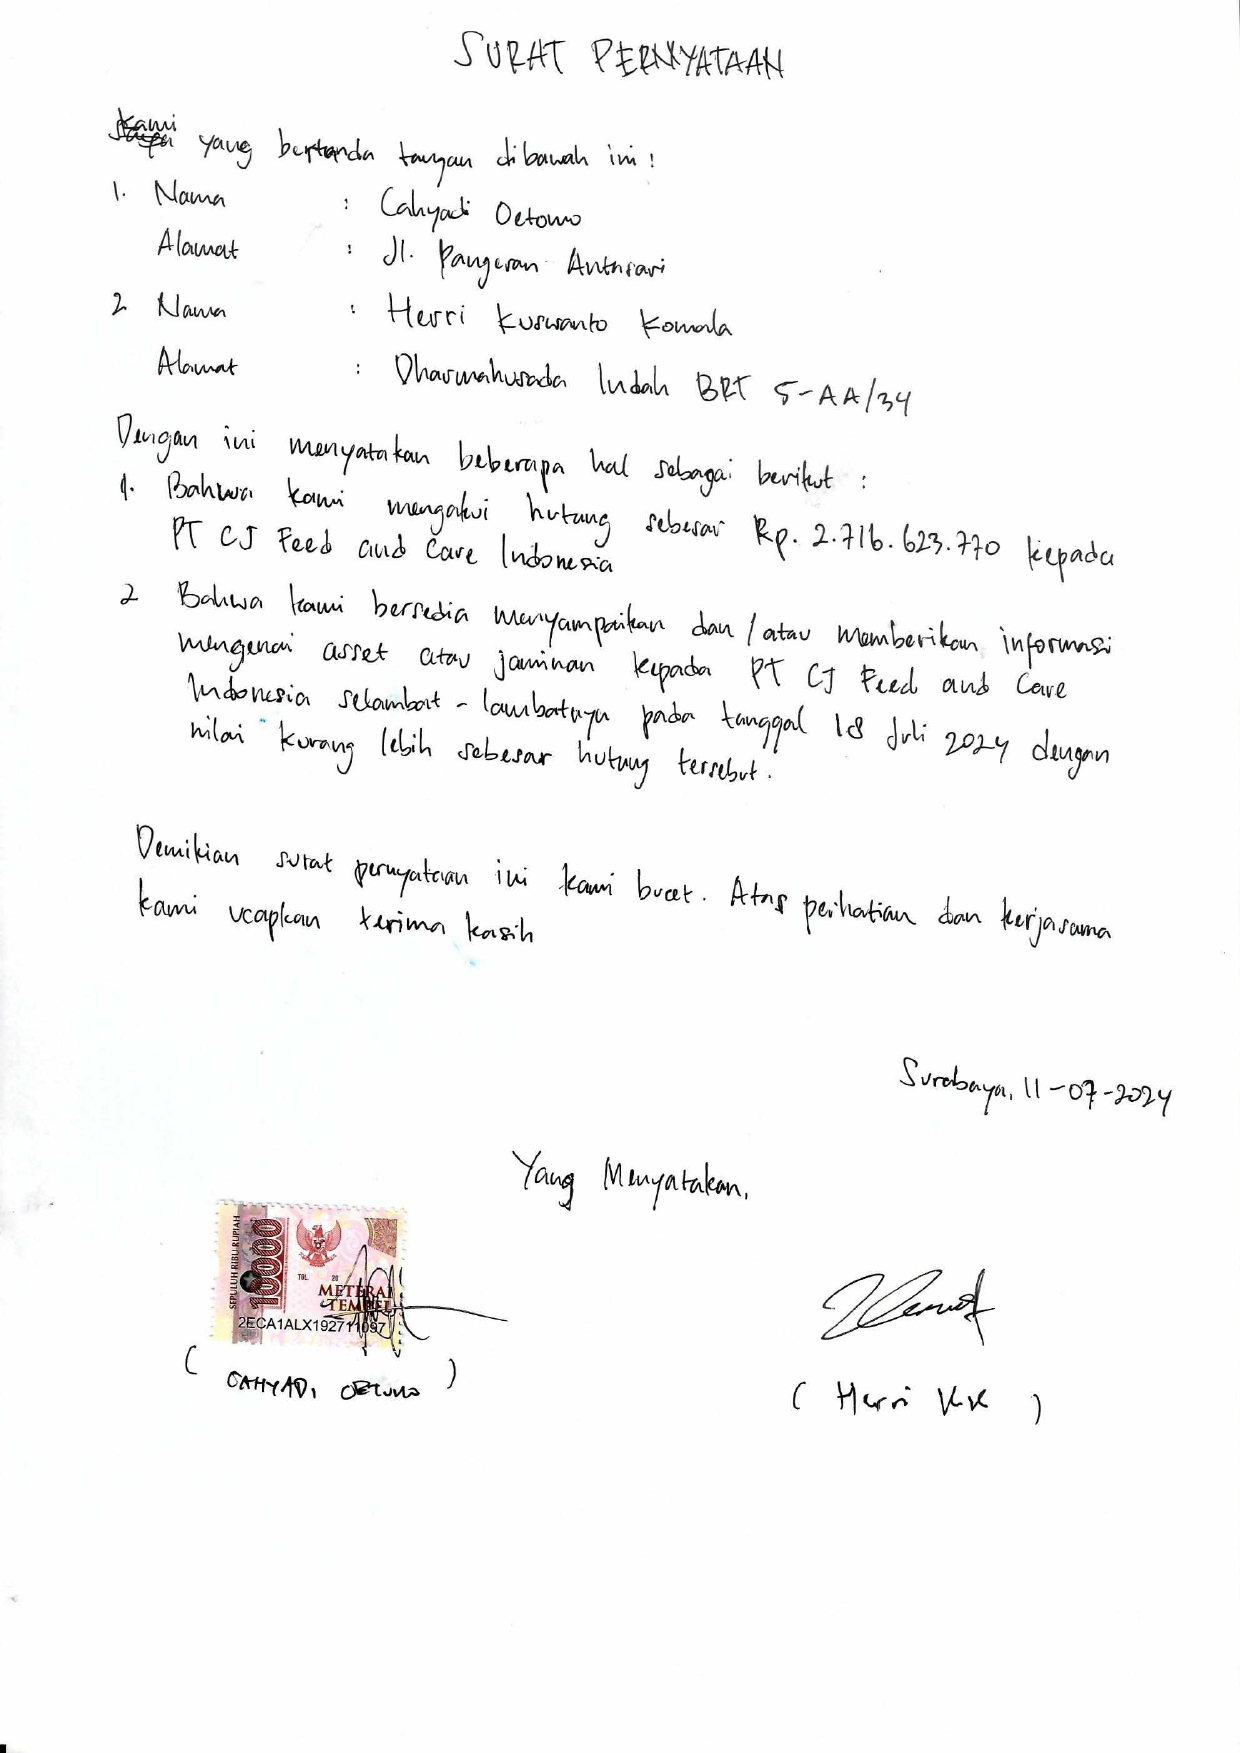 SURAT PERNYATAAN
Kami
yang bertanda tangan dibawah ini :
1. Nama : Cahyadi Oetomo
Alamat : Jl. Pangeran Antasari
2 Nama : Herri Kuswanto Komala
Alamat : Dharmahusada Indah BRT 5-AA/34
Dengan ini menyatakan beberapa hal sebagai berikut :
1. Bahwa kami mengakui hutang sebesar Rp. 2.716.623.770 kepada
PT CJ Feed and Care Indonesia
2 Bahwa kami bersedia menyampaikan dan/atau memberikan informasi
mengenai asset atau jaminan kepada PT CJ Feed and Care
Indonesia selambat-lambatnya pada tanggal 18 Juli 2024 dengan
nilai kurang lebih sebesar hutang tersebut.
Demikian surat pernyataan ini kami buat. Atas perhatian dan kerjasama
kami ucapkan terima kasih
Surabaya, 11-07-2024
Yang Menyatakan,
SEPULUH RIBU RUPIAH
10000
TGL. 20
METERAI
TEMPEL
2ECA1ALX192711097
( CAHYADI OETOMO )
( Herri KK )